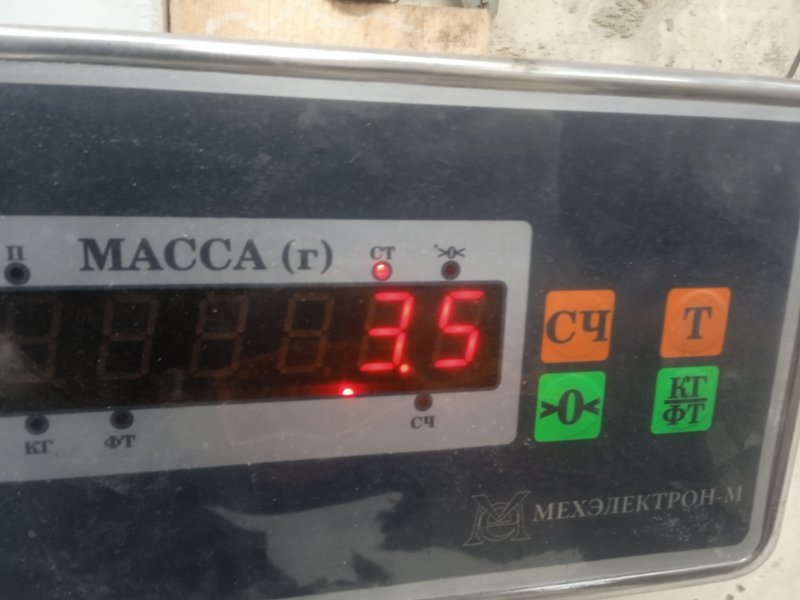 П МАССА (г) СТ >0<
3.5
КГ ФТ СЧ
СЧ Т
>0< КГ/ФТ
МЕХЭЛЕКТРОН-М